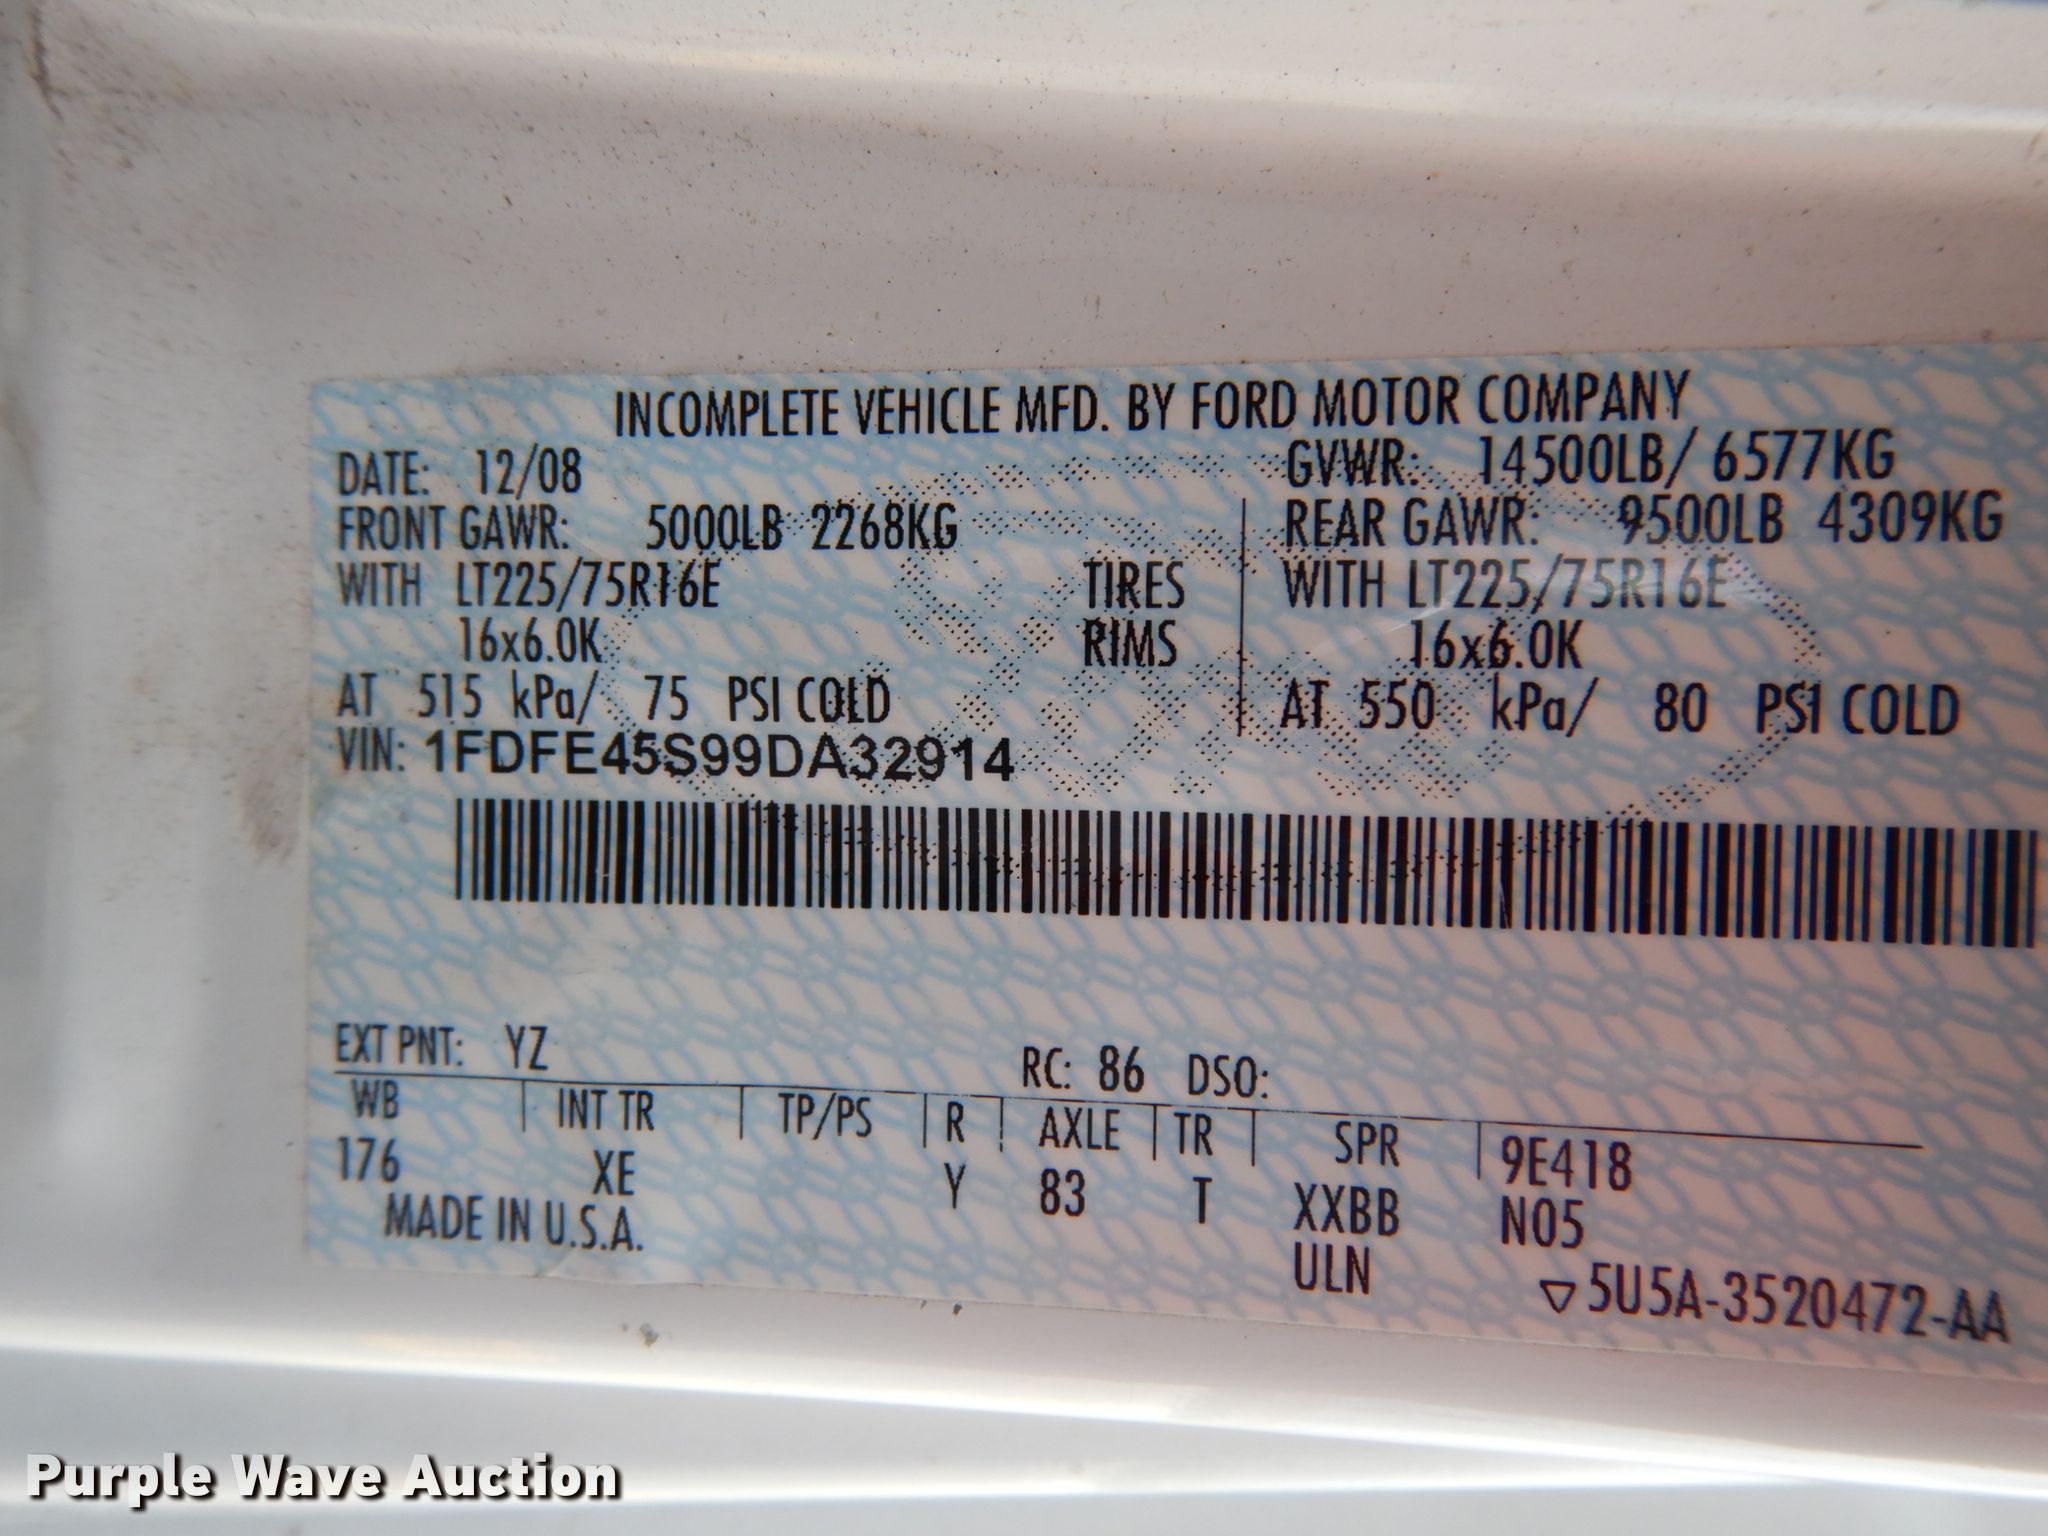 INCOMPLETE VEHICLE MFD. BY FORD MOTOR COMPANY
DATE: 12/08 GVWR: 14500LB/ 6577KG
FRONT GAWR: 5000LB 2268KG REAR GAWR: 9500LB 4309KG
WITH LT225/75R16E TIRES WITH LT225/75R16E
16x6.0K RIMS 16x6.0K
AT 515 kPa/ 75 PSI COLD AT 550 kPa/ 80 PSI COLD
VIN: 1FDFE45S99DA32914
EXT PNT: YZ RC: 86 DSO:
WB INT TR TP/PS R AXLE TR SPR 9E418
176 XE Y 83 T XXBB N05
MADE IN U.S.A. ULN ▽5U5A-3520472-AA
Purple Wave Auction